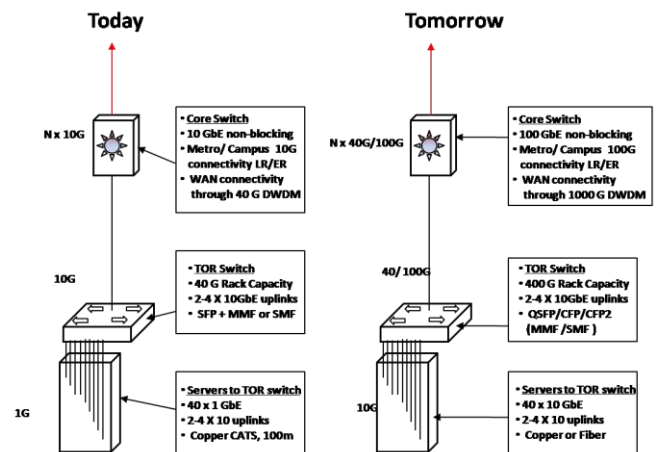 Today
N x 10G
• Core Switch
• 10 GbE non-blocking
• Metro/ Campus 10G
connectivity LR/ER
• WAN connectivity
through 40 G DWDM
10G
• TOR Switch
• 40 G Rack Capacity
• 2-4 X 10GbE uplinks
• SFP + MMF or SMF
1G
• Servers to TOR switch
• 40 x 1 GbE
• 2-4 X 10 uplinks
• Copper CATS, 100m
Tomorrow
N x 40G/100G
• Core Switch
• 100 GbE non-blocking
• Metro/ Campus 100G
connectivity LR/ER
• WAN connectivity
through 1000 G DWDM
40/100G
• TOR Switch
• 400 G Rack Capacity
• 2-4 X 10GbE uplinks
• QSFP/CFP/CFP2
(MMF /SMF )
10G
• Servers to TOR switch
• 40 x 10 GbE
• 2-4 X 10 uplinks
• Copper or Fiber